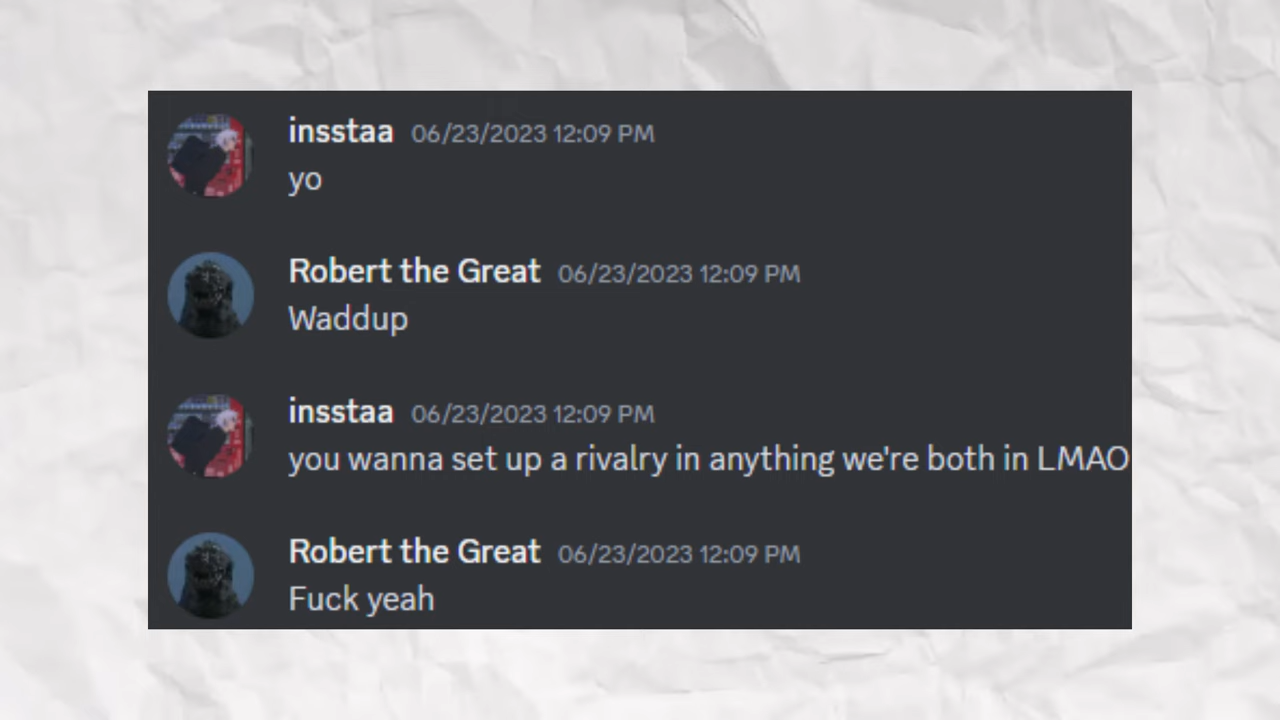 insstaa 06/23/2023 12:09 PM
yo
Robert the Great 06/23/2023 12:09 PM
Waddup
insstaa 06/23/2023 12:09 PM
you wanna set up a rivalry in anything we're both in LMAO
Robert the Great 06/23/2023 12:09 PM
Fuck yeah